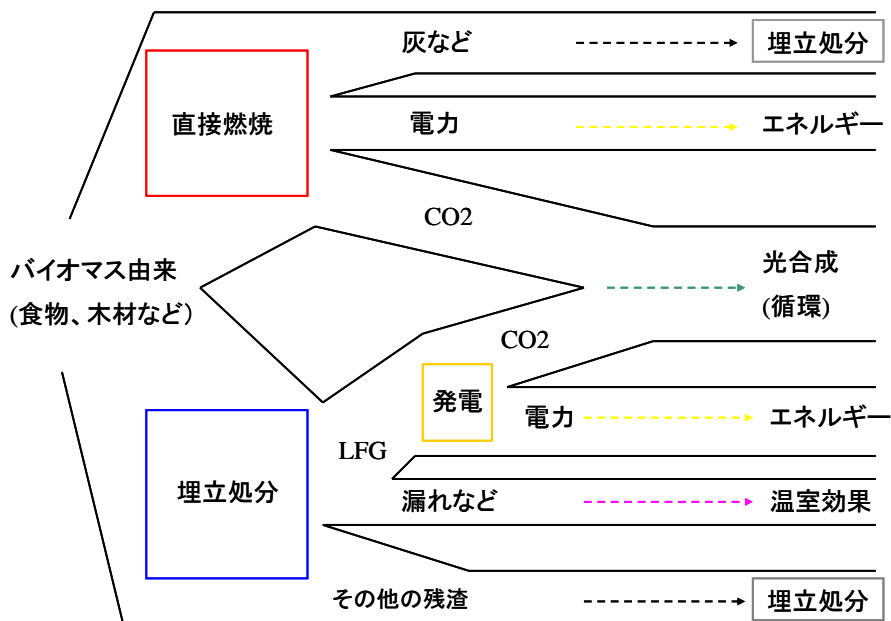 灰など
埋立処分
直接燃焼
電力
エネルギー
CO2
バイオマス由来
(食物、木材など)
光合成
(循環)
CO2
発電
電力
エネルギー
LFG
埋立処分
漏れなど
温室効果
その他の残渣
埋立処分